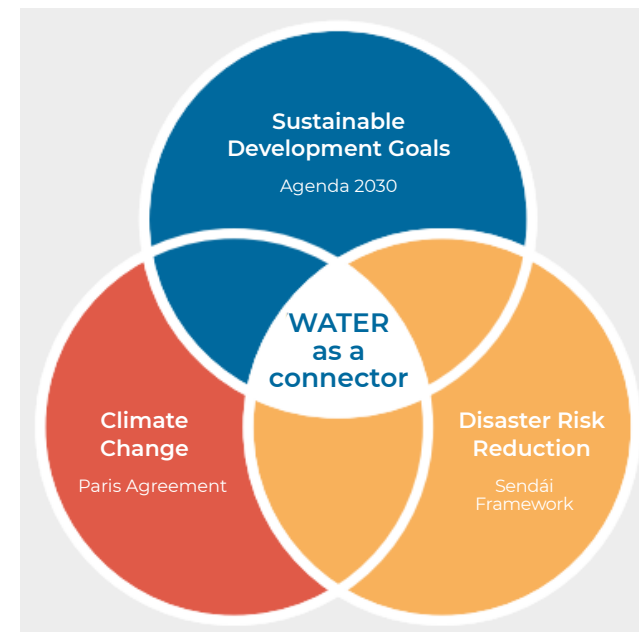 Sustainable
Development Goals
Agenda 2030
WATER
as a
connector
Climate
Change
Paris Agreement
Disaster Risk
Reduction
Sendái
Framework